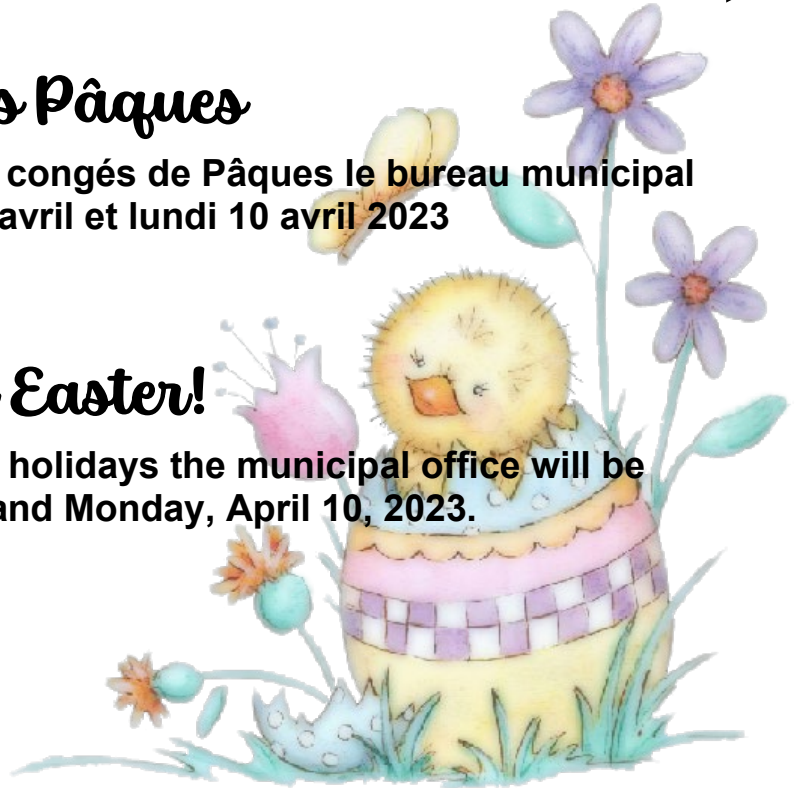 Pâques
congés de Pâques le bureau municipal
avril et lundi 10 avril 2023
Easter!
holidays the municipal office will be
and Monday, April 10, 2023.